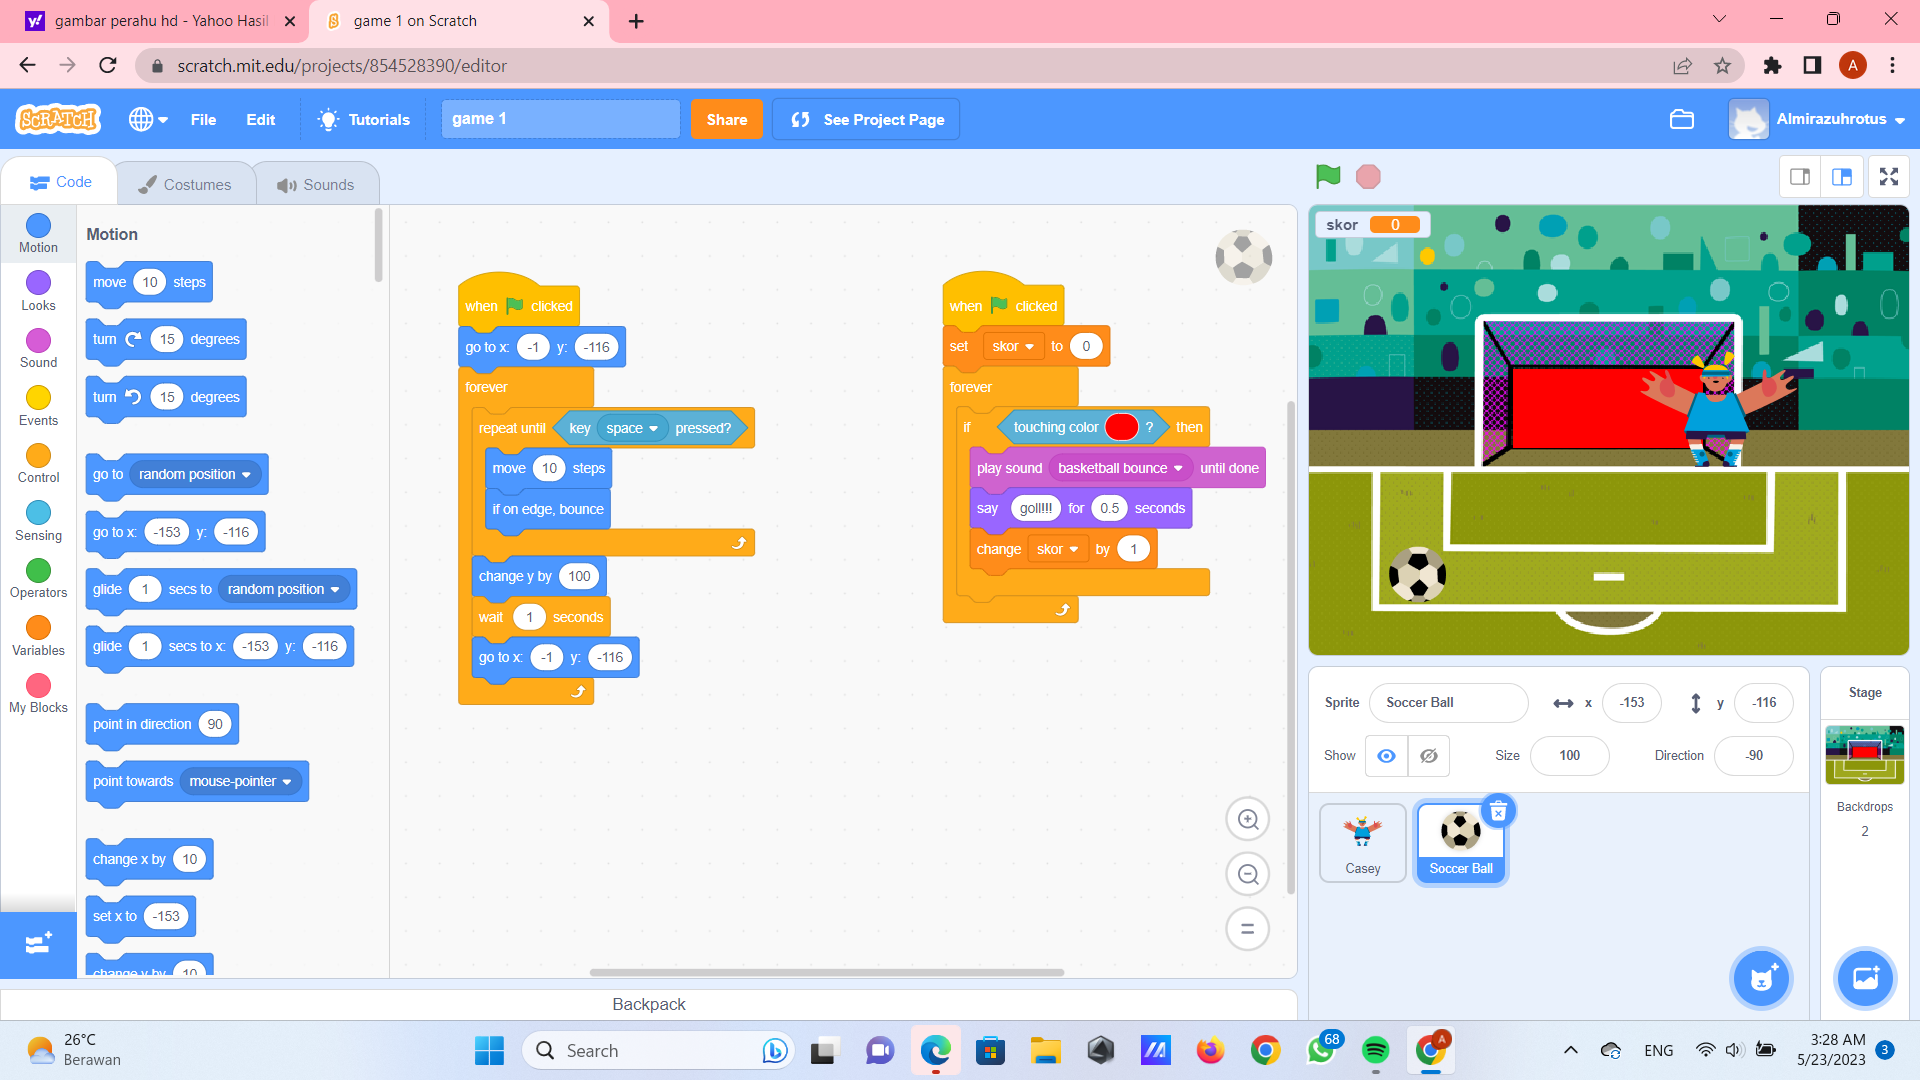 gambar perahu hd - Yahoo Hasil
game 1 on Scratch
scratch.mit.edu/projects/854528390/editor
A
SCRATCH
File
Edit
Tutorials
game 1
Share
See Project Page
Almirazuhrotus
Code
Costumes
Sounds
Motion
Looks
Sound
Events
Control
Sensing
Operators
Variables
My Blocks
Motion
move 10 steps
turn 15 degrees
turn 15 degrees
go to random position
go to x: -153 y: -116
glide 1 secs to random position
glide 1 secs to x: -153 y: -116
point in direction 90
point towards mouse-pointer
change x by 10
set x to -153
change y by 10
when clicked
go to x: -1 y: -116
forever
repeat until key space pressed?
move 10 steps
if on edge, bounce
change y by 100
wait 1 seconds
go to x: -1 y: -116
when clicked
set skor to 0
forever
if touching color ? then
play sound basketball bounce until done
say goll!!! for 0.5 seconds
change skor by 1
skor 0
Sprite Soccer Ball x -153 y -116
Show Size 100 Direction -90
Casey
Soccer Ball
Stage
Backdrops
2
Backpack
26°C
Berawan
Search
68
A
ENG
3:28 AM
5/23/2023
3